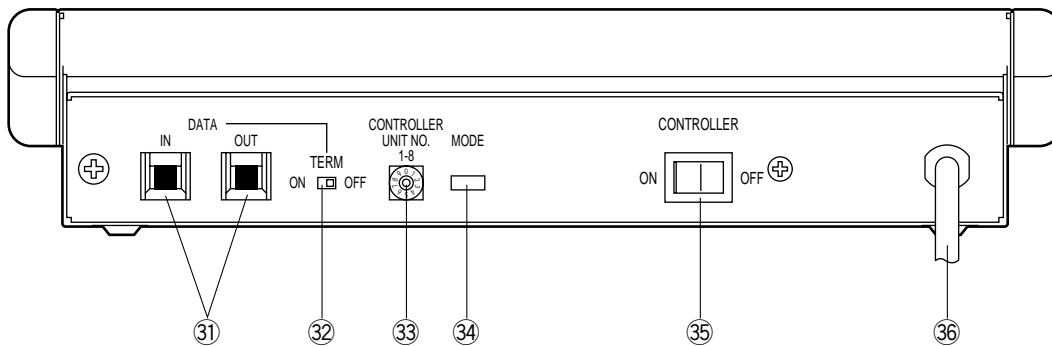 DATA
IN OUT
TERM
ON OFF
CONTROLLER
UNIT NO.
1-8
MODE
CONTROLLER
ON OFF
31 32 33 34 35 36